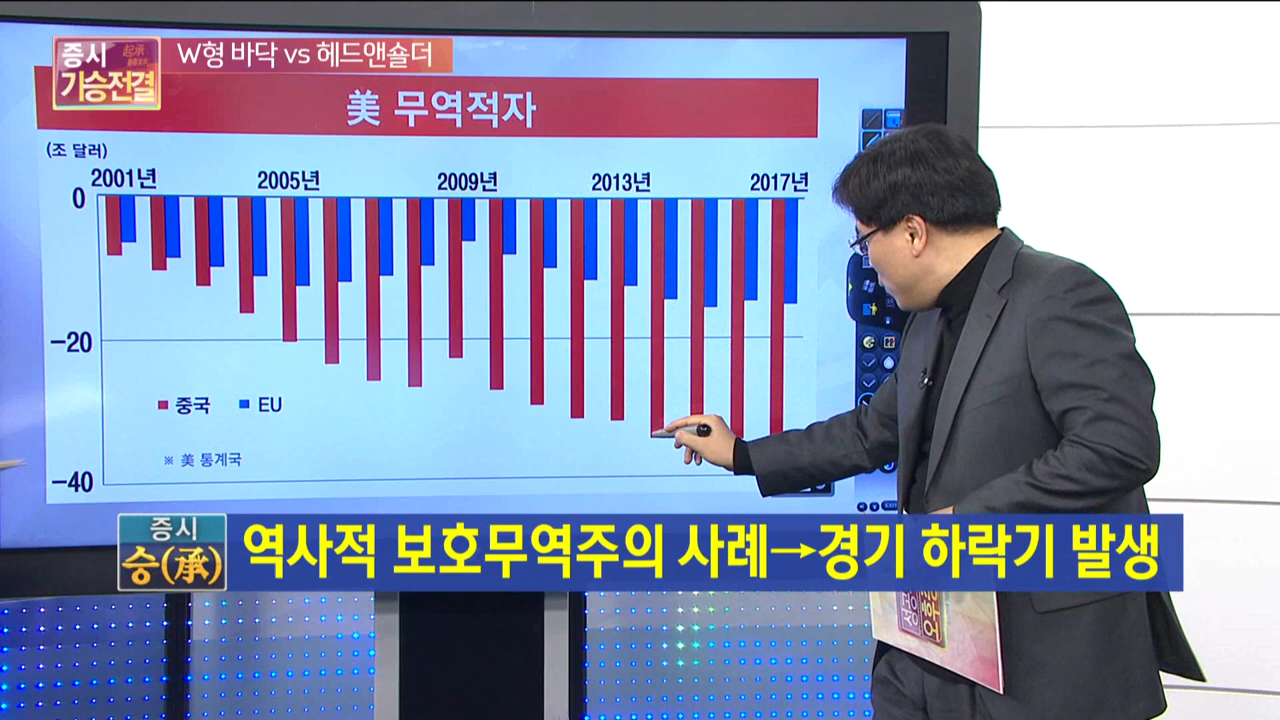 증시
起承
기승전결
W형 바닥 vs 헤드앤숄더
美 무역적자
(조 달러)
2001년 2005년 2009년 2013년 2017년
0
-20
-40
중국 EU
※ 美 통계국
증시
승(承)
역사적 보호무역주의 사례→경기 하락기 발생